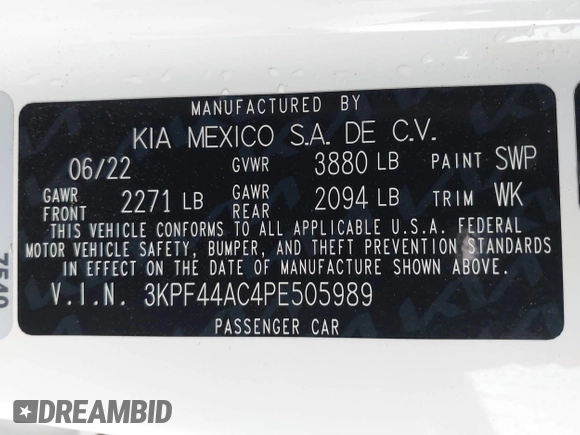 MANUFACTURED BY
KIA MEXICO S.A. DE C.V.
06/22 GVWR 3880 LB PAINT SWP
GAWR FRONT 2271 LB GAWR REAR 2094 LB TRIM WK
THIS VEHICLE CONFORMS TO ALL APPLICABLE U.S.A. FEDERAL
MOTOR VEHICLE SAFETY, BUMPER, AND THEFT PREVENTION STANDARDS
IN EFFECT ON THE DATE OF MANUFACTURE SHOWN ABOVE.
V.I.N. 3KPF44AC4PE505989
PASSENGER CAR
DREAMBID